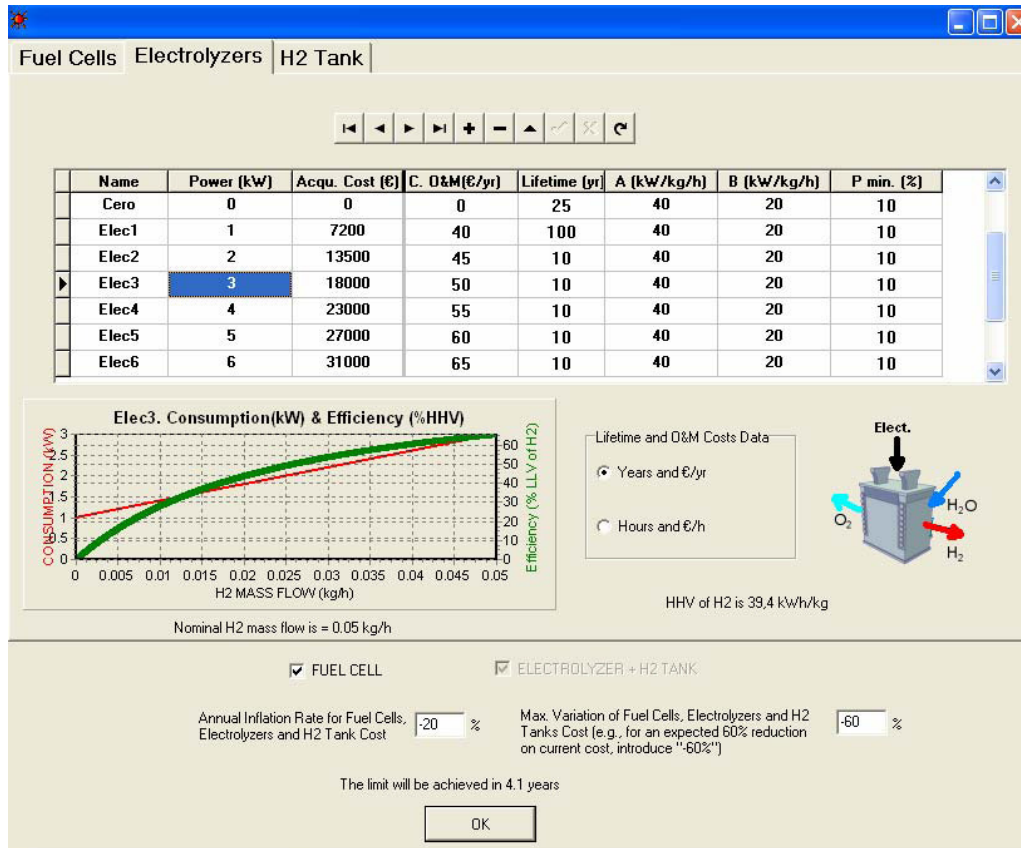 Fuel Cells Electrolyzers H2 Tank
Name Power (kW) Acqu. Cost (€) C. O&M(€/yr) Lifetime (yr) A (kW/kg/h) B (kW/kg/h) P min. (%)
Cero 0 0 0 25 40 20 10
Elec1 1 7200 40 100 40 20 10
Elec2 2 13500 45 10 40 20 10
Elec3 3 18000 50 10 40 20 10
Elec4 4 23000 55 10 40 20 10
Elec5 5 27000 60 10 40 20 10
Elec6 6 31000 65 10 40 20 10
Elec3. Consumption(kW) & Efficiency (%HHV)
CONSUMPTION (kW)
3
2.5
2
1.5
1
0.5
0
60
50
40
30
20
10
0
Efficiency (% LLV of H2)
0 0.005 0.01 0.015 0.02 0.025 0.03 0.035 0.04 0.045 0.05
H2 MASS FLOW (kg/h)
Nominal H2 mass flow is = 0.05 kg/h
Lifetime and O&M Costs Data
Years and €/yr
Hours and €/h
Elect.
H2O
O2
H2
HHV of H2 is 39,4 kWh/kg
FUEL CELL
ELECTROLYZER + H2 TANK
Annual Inflation Rate for Fuel Cells,
Electrolyzers and H2 Tank Cost
-20 %
Max. Variation of Fuel Cells, Electrolyzers and H2
Tanks Cost (e.g., for an expected 60% reduction
on current cost, introduce "-60%")
-60 %
The limit will be achieved in 4.1 years
OK